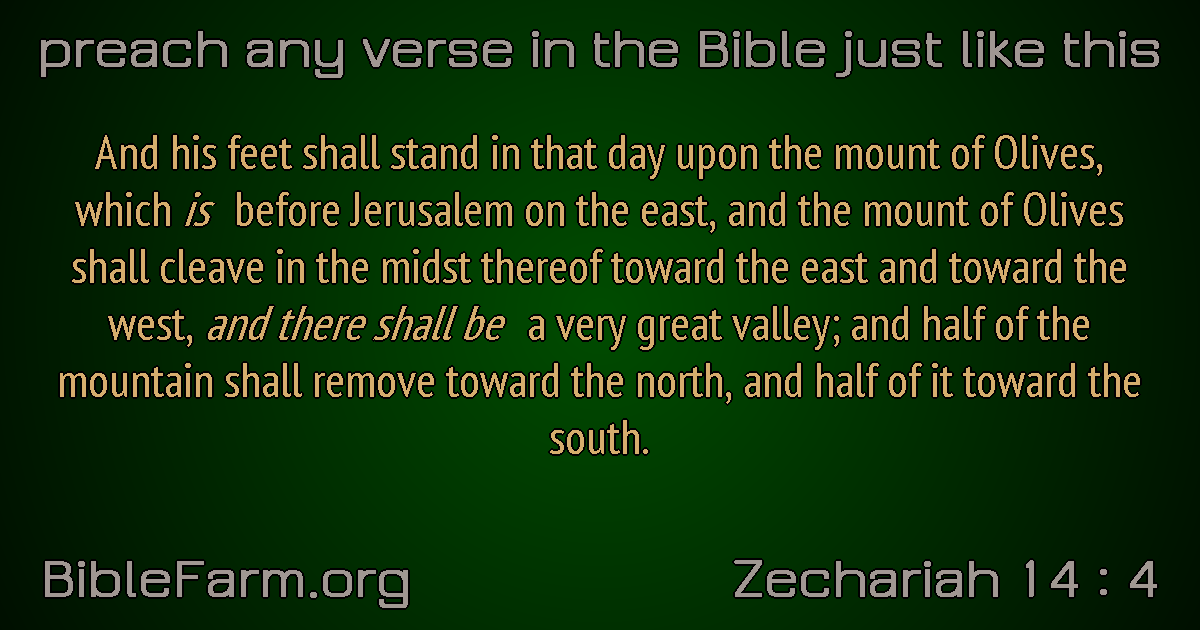 preach any verse in the Bible just like this
And his feet shall stand in that day upon the mount of Olives,
which is before Jerusalem on the east, and the mount of Olives
shall cleave in the midst thereof toward the east and toward the
west, and there shall be a very great valley; and half of the
mountain shall remove toward the north, and half of it toward the
south.
BibleFarm.org
Zechariah 14 : 4